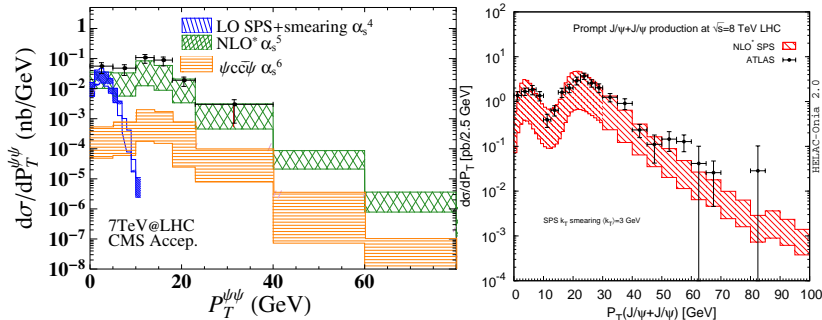 LO SPS+smearing α_s^4
NLO* α_s^5
ψcc̄ψ α_s^6
dσ/dP_T^ψψ (nb/GeV)
10^1
10^0
10^-1
10^-2
10^-3
10^-4
10^-5
10^-6
10^-7
10^-8
7TeV@LHC
CMS Accep.
0 20 40 60
P_T^ψψ (GeV)
Prompt J/ψ+J/ψ production at √s=8 TeV LHC
NLO* SPS
ATLAS
dσ/dP_T [pb/2.5 GeV]
10^2
10^1
10^0
10^-1
10^-2
10^-3
10^-4
SPS k_T smearing ⟨k_T⟩=3 GeV
0 10 20 30 40 50 60 70 80 90 100
P_T(J/ψ+J/ψ) [GeV]
HELAC-Onia 2.0